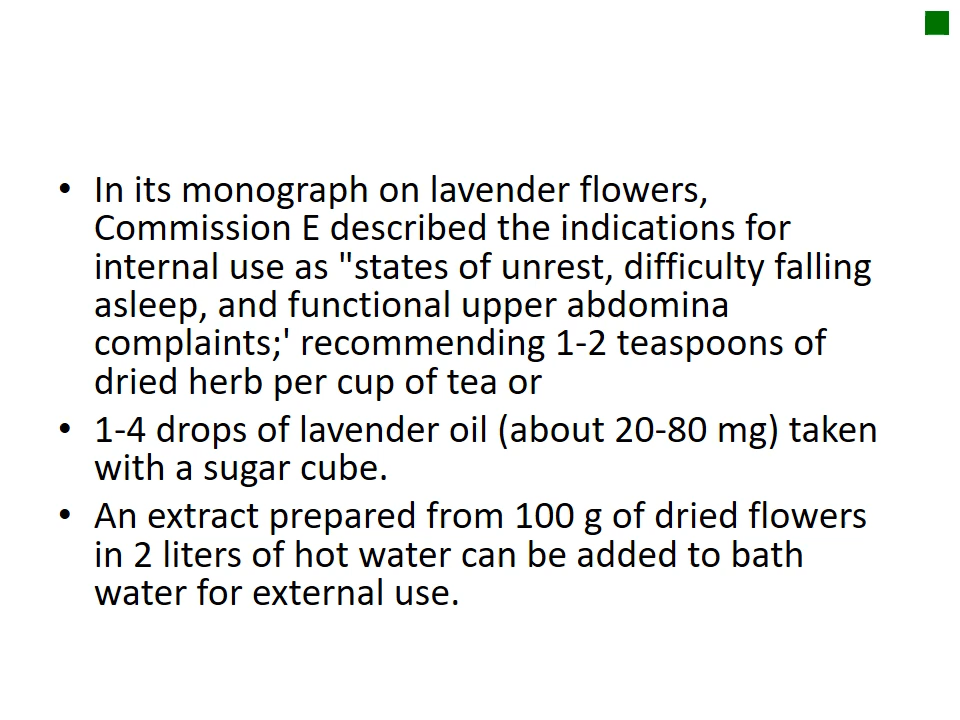 • In its monograph on lavender flowers,
Commission E described the indications for
internal use as "states of unrest, difficulty falling
asleep, and functional upper abdomina
complaints;' recommending 1-2 teaspoons of
dried herb per cup of tea or
• 1-4 drops of lavender oil (about 20-80 mg) taken
with a sugar cube.
• An extract prepared from 100 g of dried flowers
in 2 liters of hot water can be added to bath
water for external use.